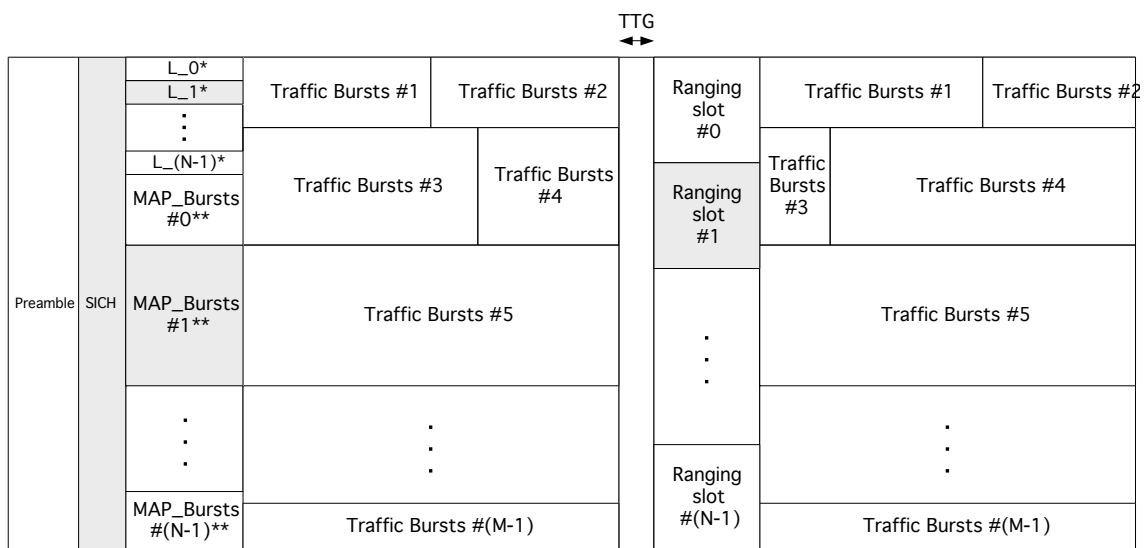 TTG
Preamble
SICH
L_0*
L_1*
L_(N-1)*
MAP_Bursts
#0**
MAP_Bursts
#1**
MAP_Bursts
#(N-1)**
Traffic Bursts #1
Traffic Bursts #2
Traffic Bursts #3
Traffic Bursts
#4
Traffic Bursts #5
Traffic Bursts #(M-1)
Ranging
slot
#0
Ranging
slot
#1
Ranging
slot
#(N-1)
Traffic Bursts #1
Traffic Bursts #2
Traffic
Bursts
#3
Traffic Bursts #4
Traffic Bursts #5
Traffic Bursts #(M-1)